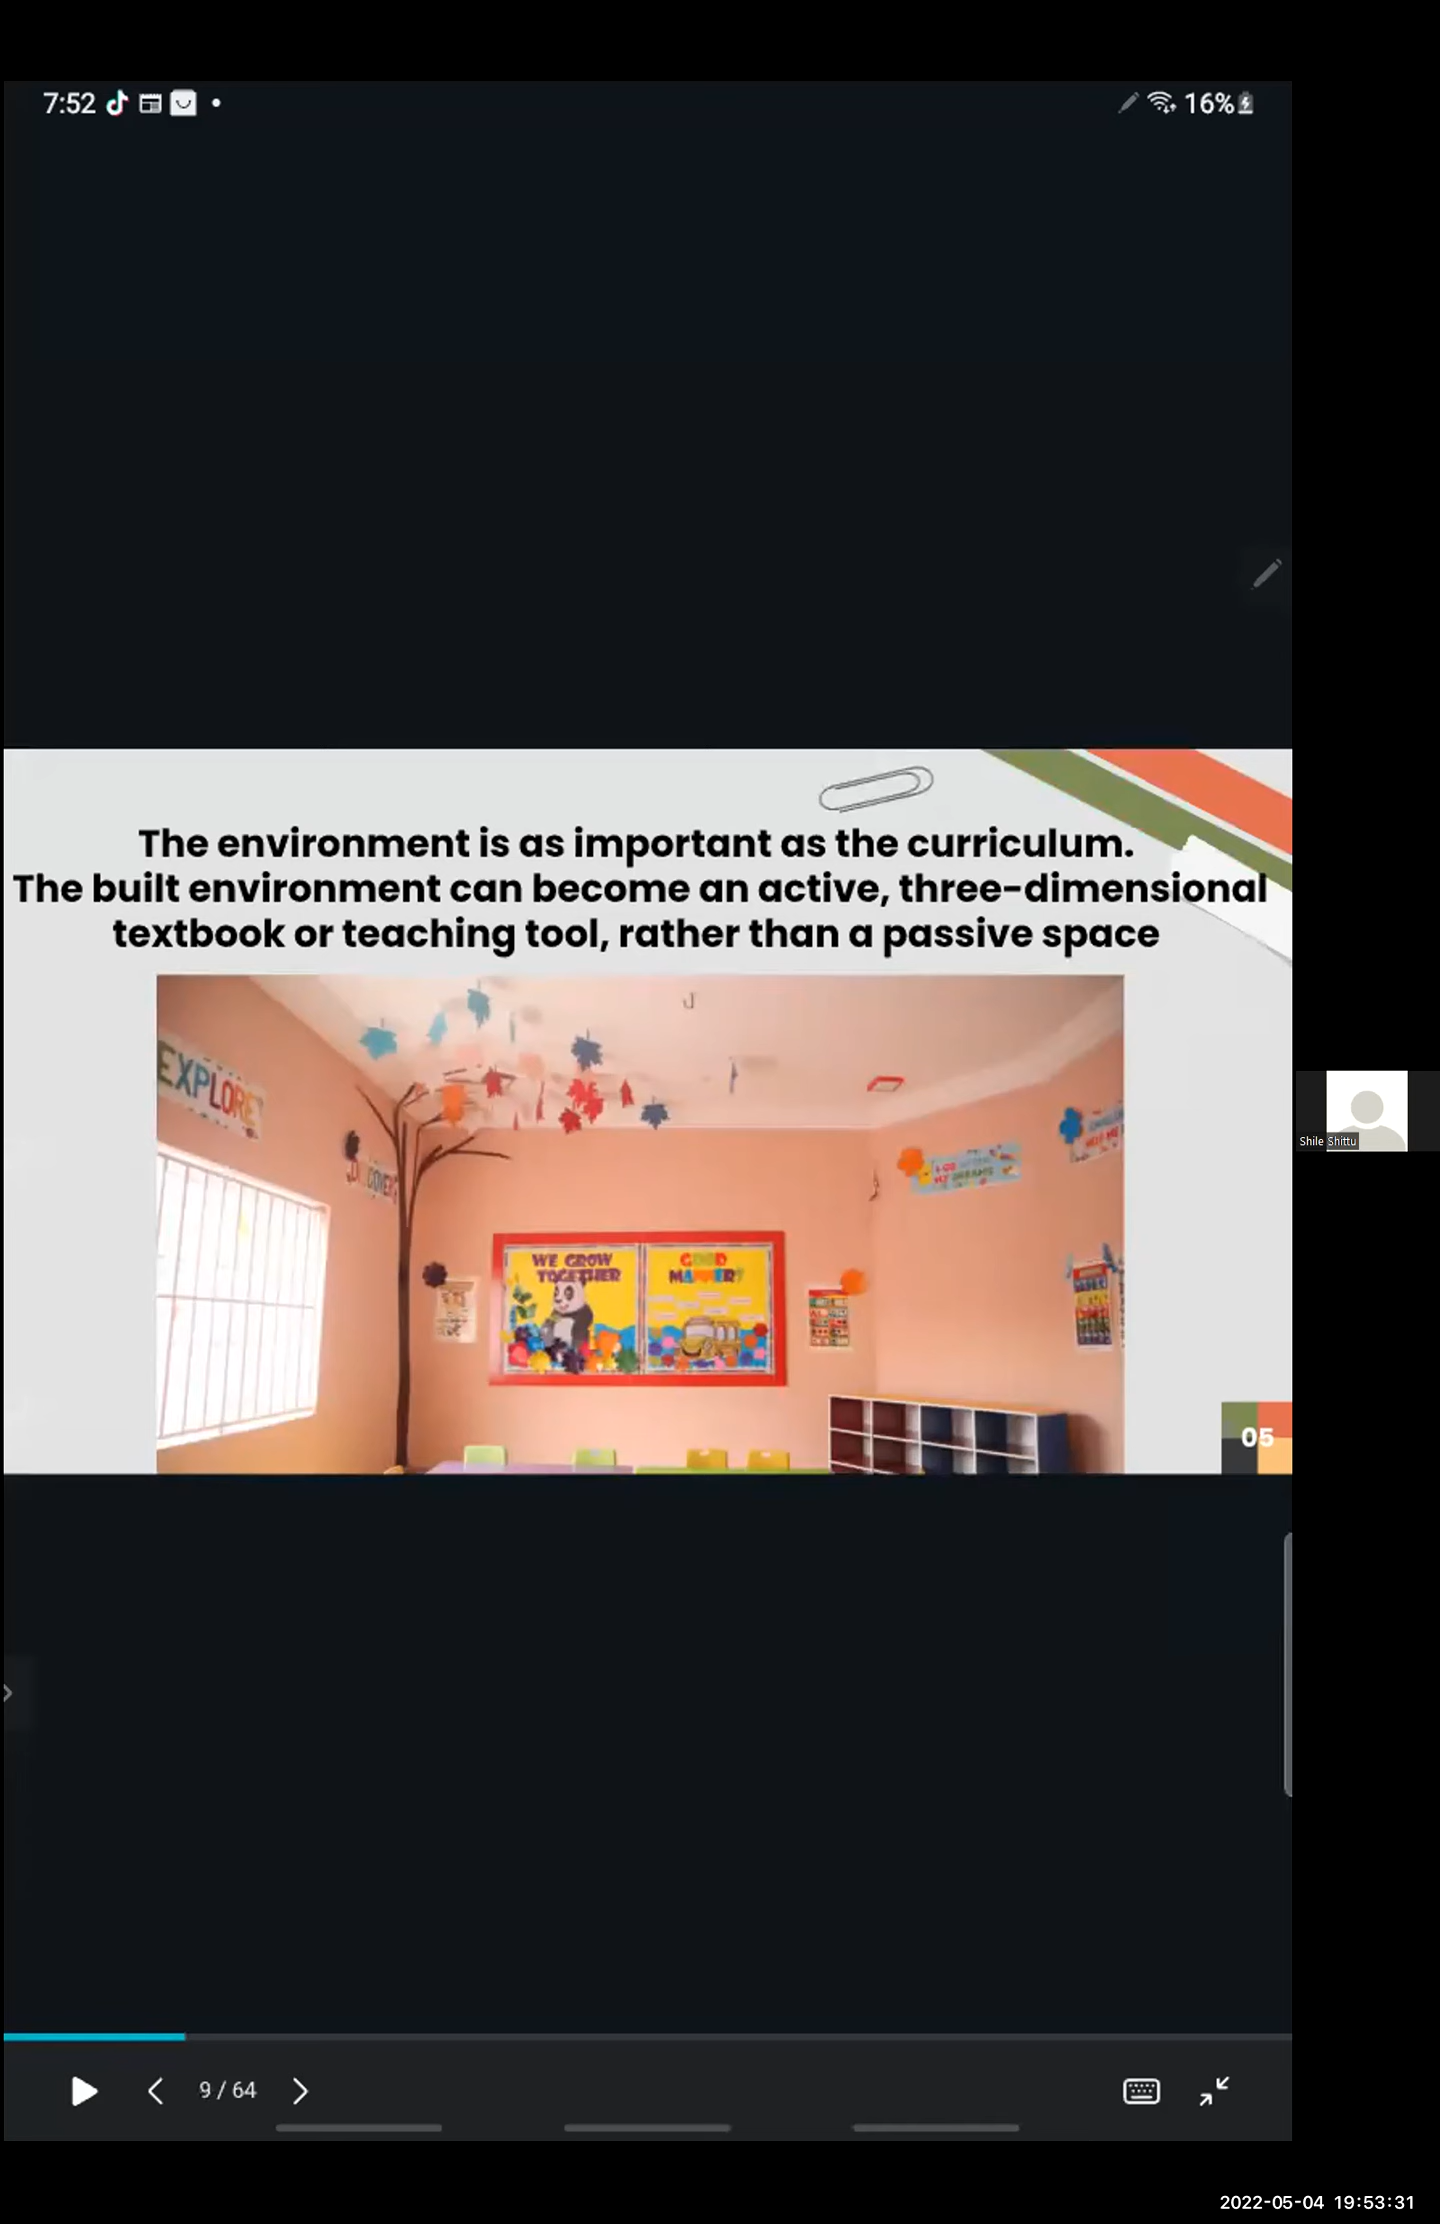 7:52
16%
The environment is as important as the curriculum.
The built environment can become an active, three-dimensional
textbook or teaching tool, rather than a passive space
EXPLORE
WE GROW
TOGETHER
GOOD
MANNER
05
Shile Shittu
9 / 64
2022-05-04 19:53:31